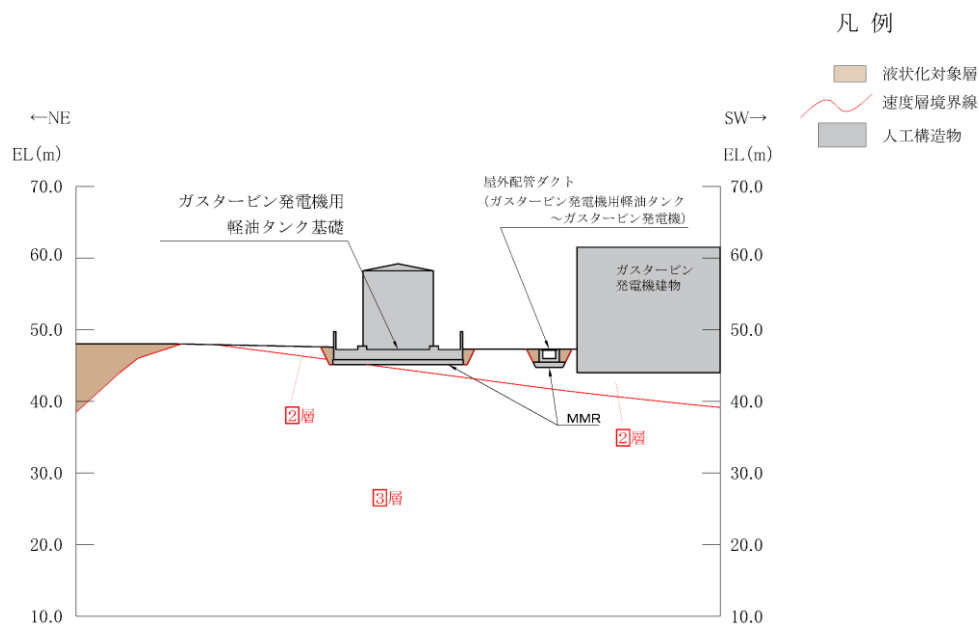 凡 例
液状化対象層
速度層境界線
人工構造物
←NE
SW→
EL(m)
EL(m)
70.0
60.0
50.0
40.0
30.0
20.0
10.0
70.0
60.0
50.0
40.0
30.0
20.0
10.0
ガスタービン発電機用
軽油タンク基礎
屋外配管ダクト
(ガスタービン発電機用軽油タンク
～ガスタービン発電機)
ガスタービン
発電機建物
2層
MMR
2層
3層